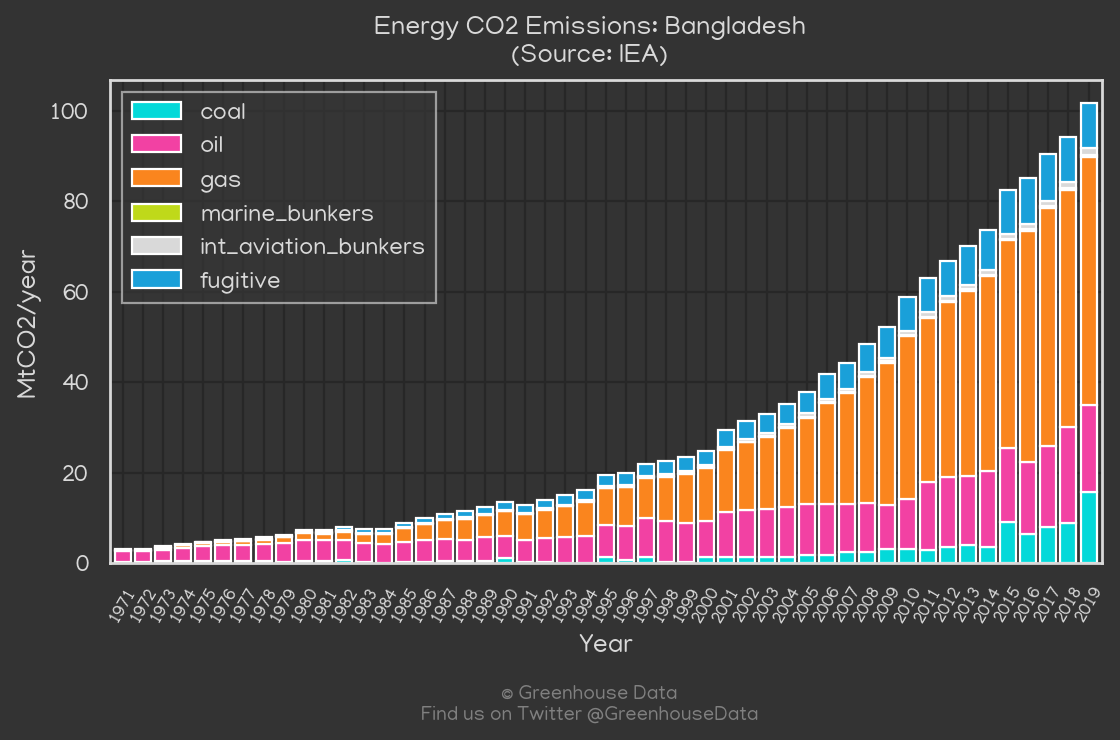 Energy CO2 Emissions: Bangladesh
(Source: IEA)
coal
oil
gas
marine_bunkers
int_aviation_bunkers
fugitive
MtCO2/year
100
80
60
40
20
0
1971 1972 1973 1974 1975 1976 1977 1978 1979 1980 1981 1982 1983 1984 1985 1986 1987 1988 1989 1990 1991 1992 1993 1994 1995 1996 1997 1998 1999 2000 2001 2002 2003 2004 2005 2006 2007 2008 2009 2010 2011 2012 2013 2014 2015 2016 2017 2018 2019
Year
© Greenhouse Data
Find us on Twitter @GreenhouseData